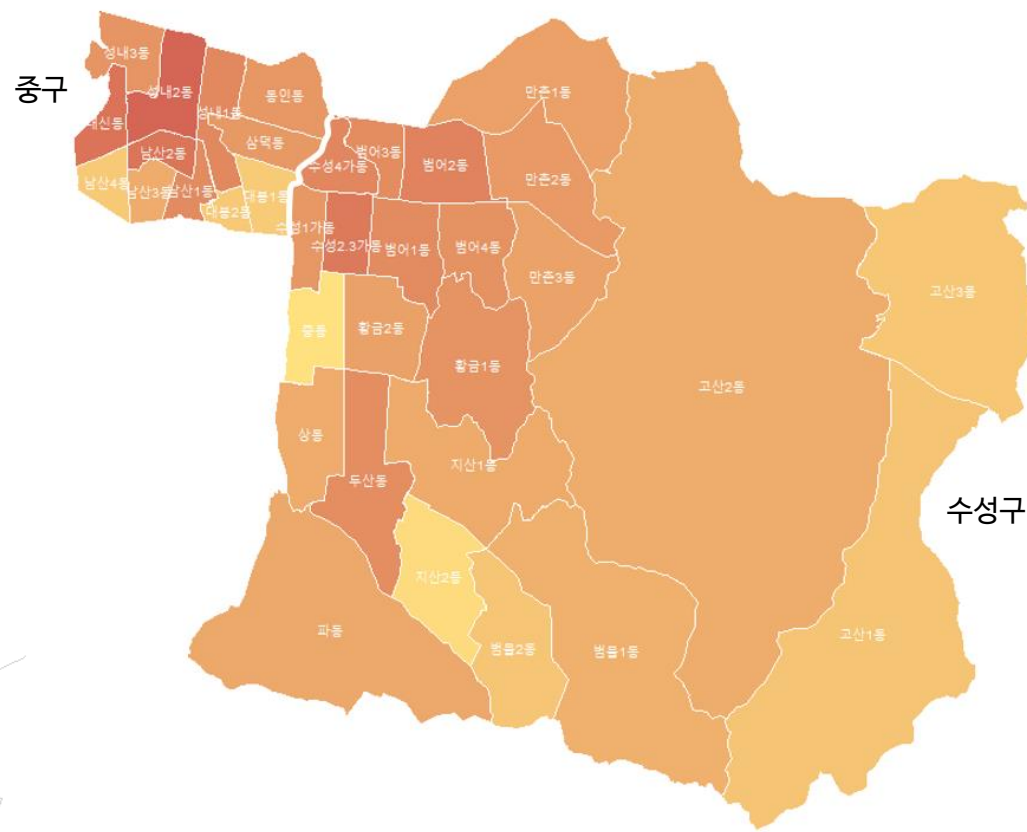 중구
성내3동
성내2동
성내1동
동인동
대신동
남산2동
삼덕동
남산4동
남산3동
남산1동
대봉1동
대봉2동
만촌1동
수성4가동
범어3동
범어2동
만촌2동
수성1가동
수성2.3가동
범어1동
범어4동
만촌3동
고산3동
중동
황금2동
황금1동
고산2동
상동
두산동
지산1동
수성구
지산2동
파동
범물2동
범물1동
고산1동